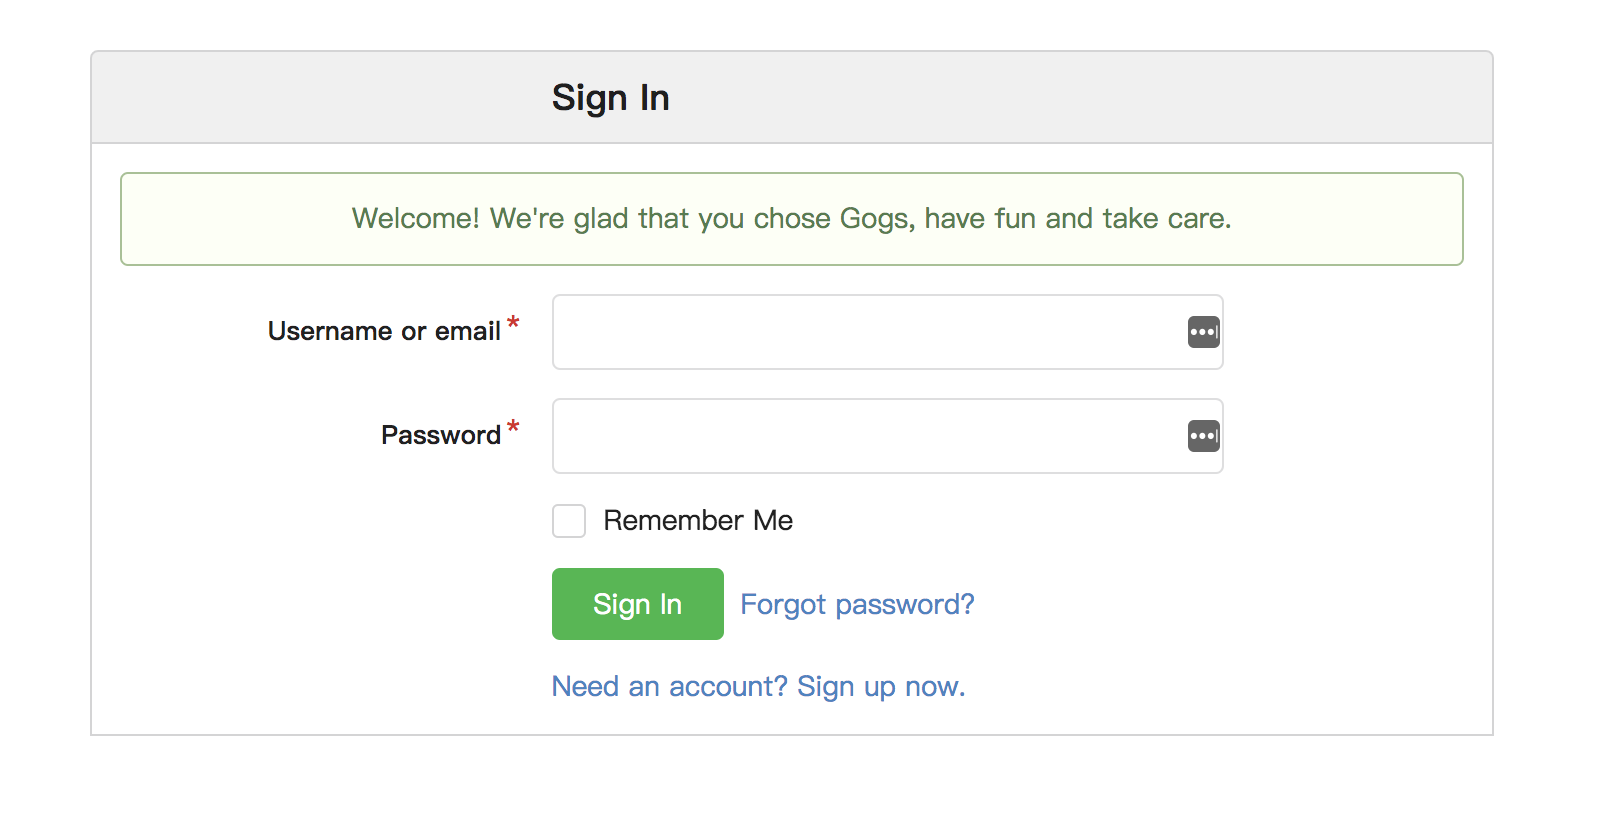 Sign In
Welcome! We're glad that you chose Gogs, have fun and take care.
Username or email*
Password*
Remember Me
Sign In Forgot password?
Need an account? Sign up now.